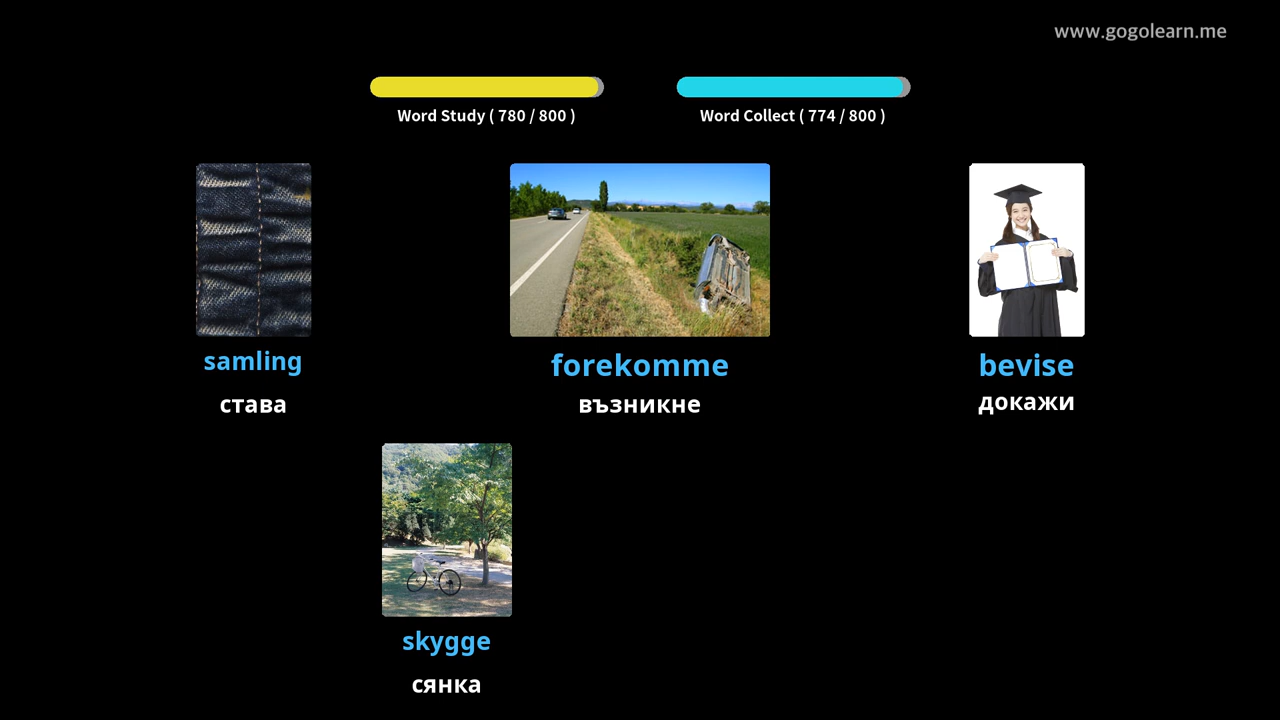 www.gogolearn.me
Word Study ( 780 / 800 )
Word Collect ( 774 / 800 )
samling
forekomme
bevise
става
възникне
докажи
skygge
сянка